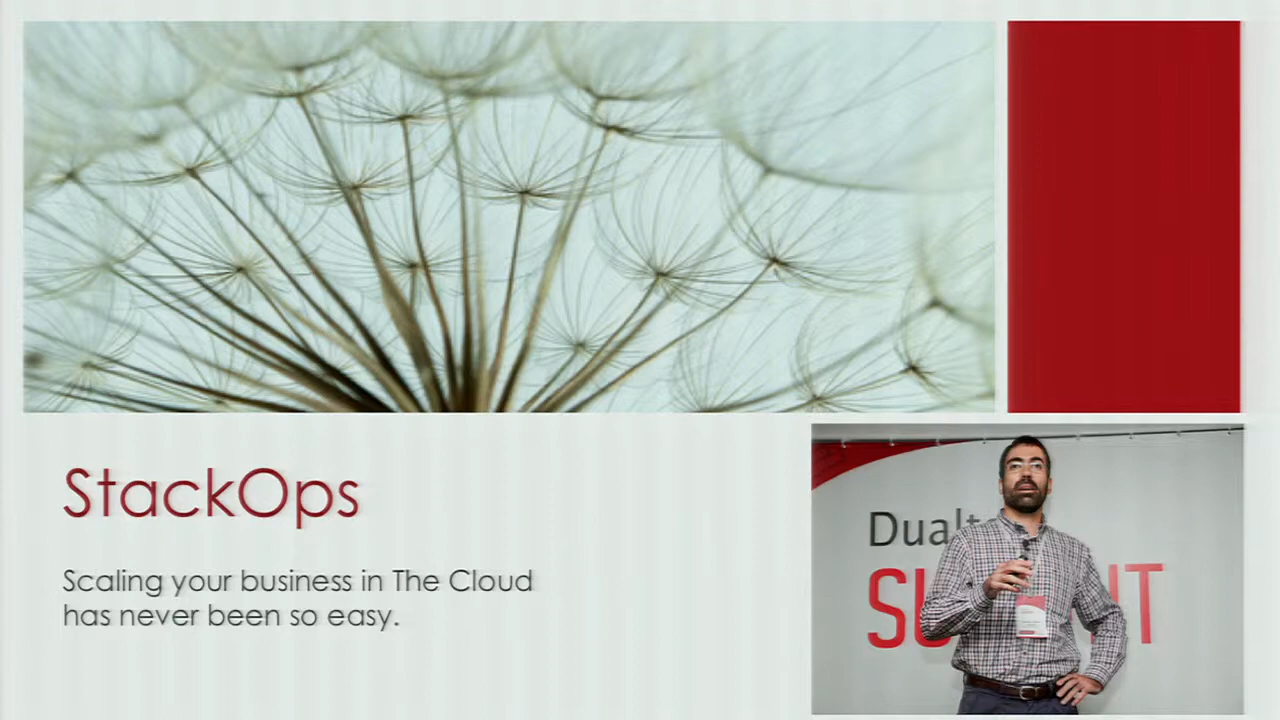 StackOps
Scaling your business in The Cloud
has never been so easy.